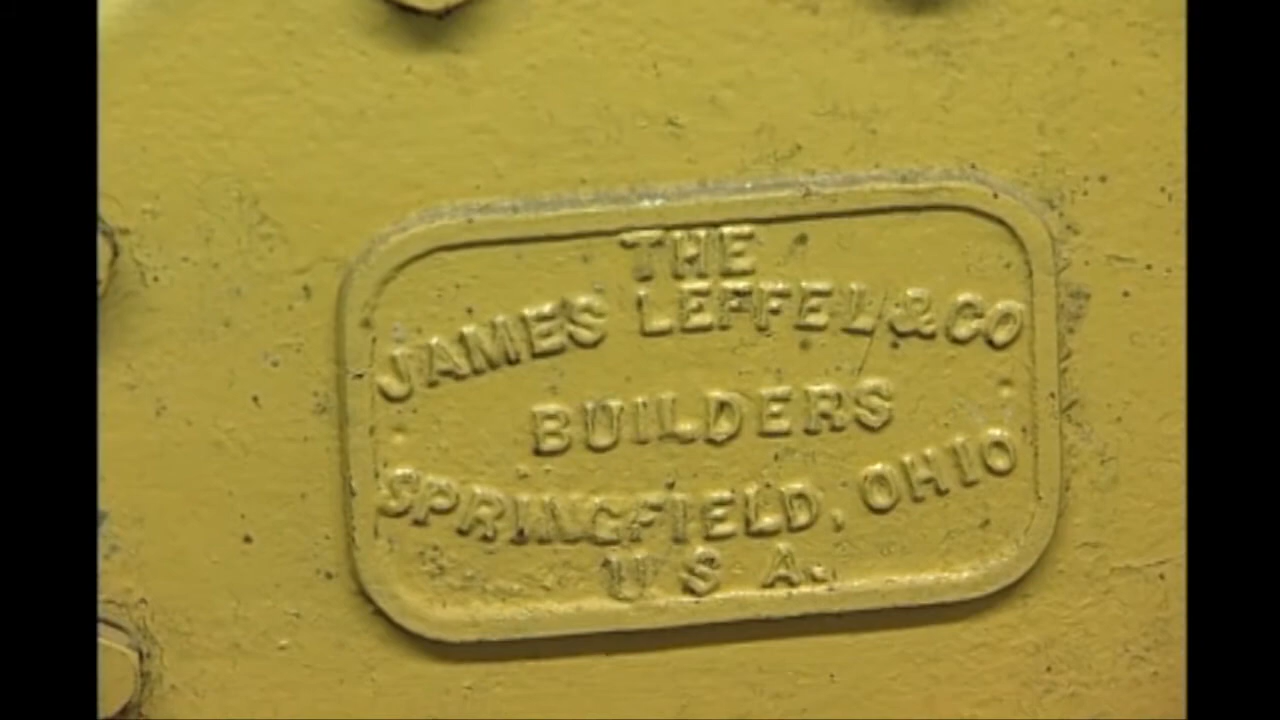 THE
JAMES LEFFEL & CO
BUILDERS
SPRINGFIELD, OHIO
U S A.